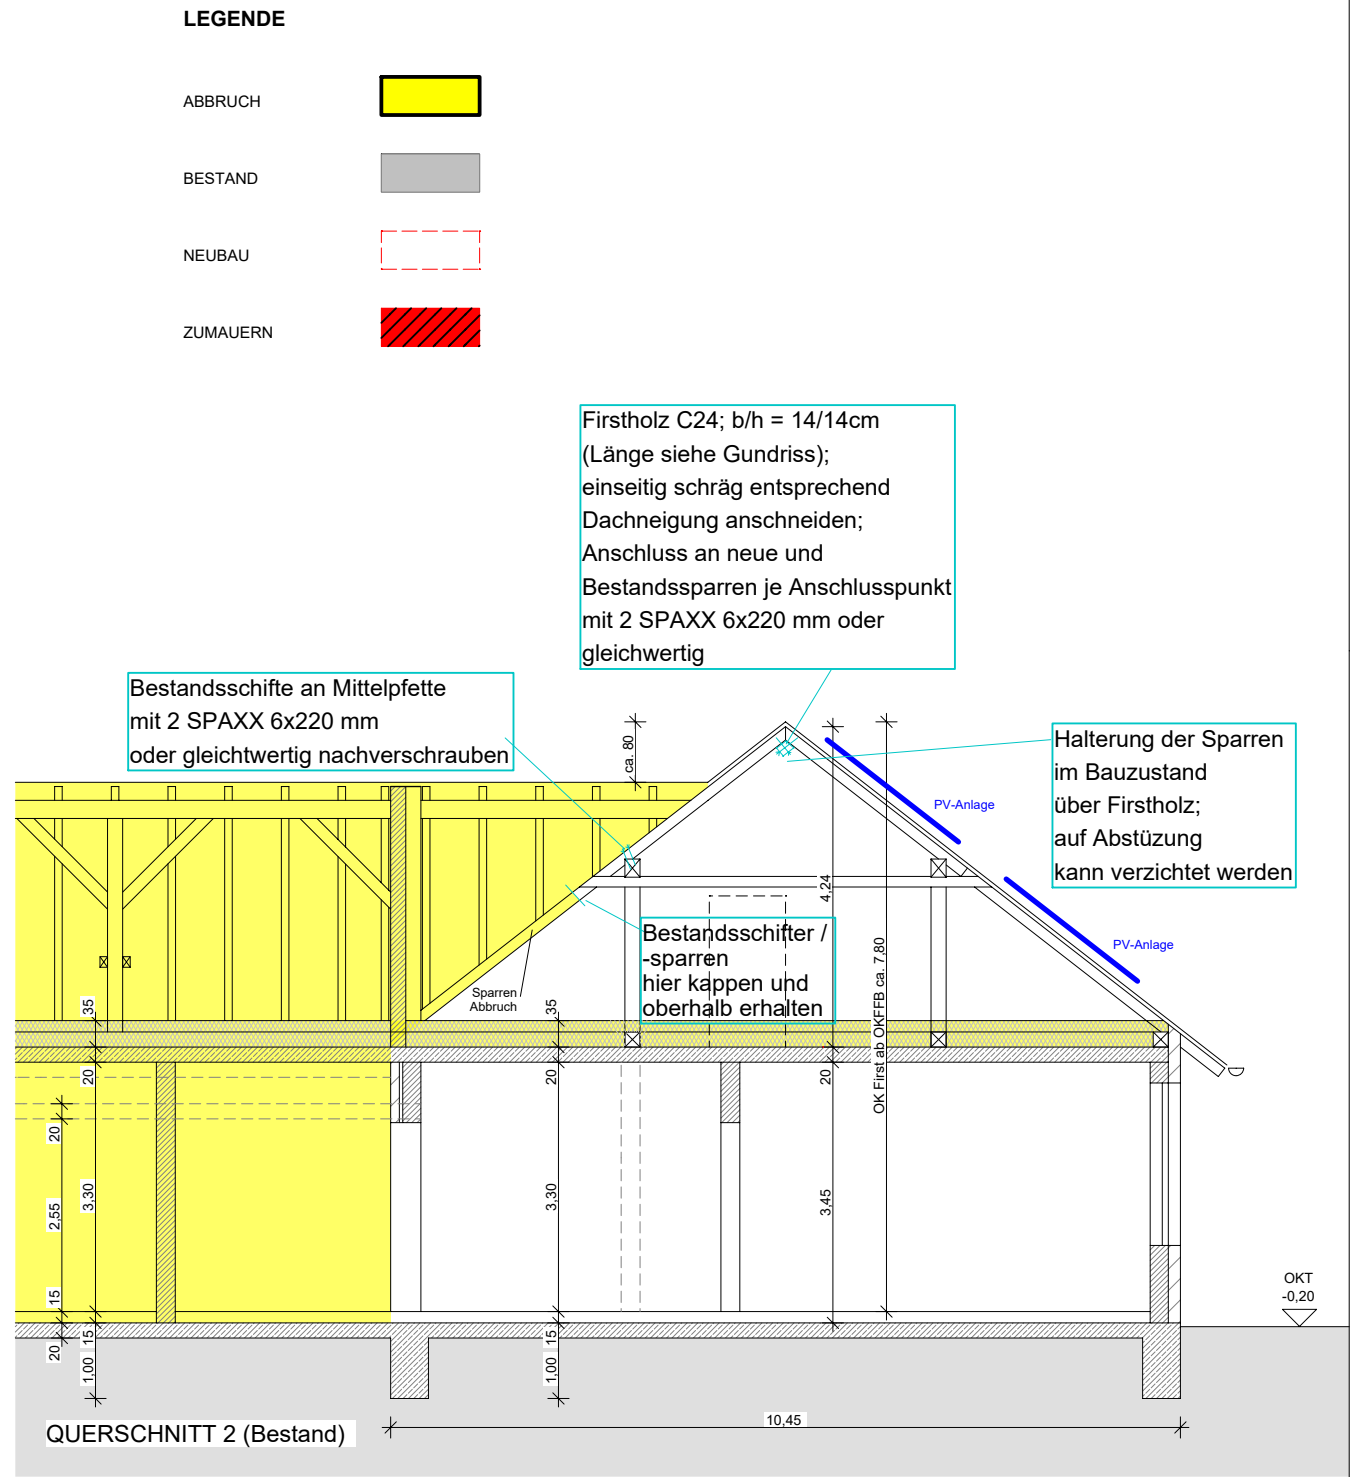 LEGENDE
ABBRUCH
BESTAND
NEUBAU
ZUMAUERN
Firstholz C24; b/h = 14/14cm
(Länge siehe Gundriss);
einseitig schräg entsprechend
Dachneigung anschneiden;
Anschluss an neue und
Bestandssparren je Anschlusspunkt
mit 2 SPAXX 6x220 mm oder
gleichwertig
Bestandsschifte an Mittelpfette
mit 2 SPAXX 6x220 mm
oder gleichtwertig nachverschrauben
ca. 80
Halterung der Sparren
im Bauzustand
über Firstholz;
auf Abstüzung
kann verzichtet werden
PV-Anlage
PV-Anlage
4,24
OK First ab OKFFB ca. 7,80
Bestandsschifter /
-sparren
hier kappen und
oberhalb erhalten
Sparren
Abbruch
35
35
20
20
20
20
2,55
3,30
3,30
3,45
15
20
15
1,00
15
1,00
OKT
-0,20
10,45
QUERSCHNITT 2 (Bestand)